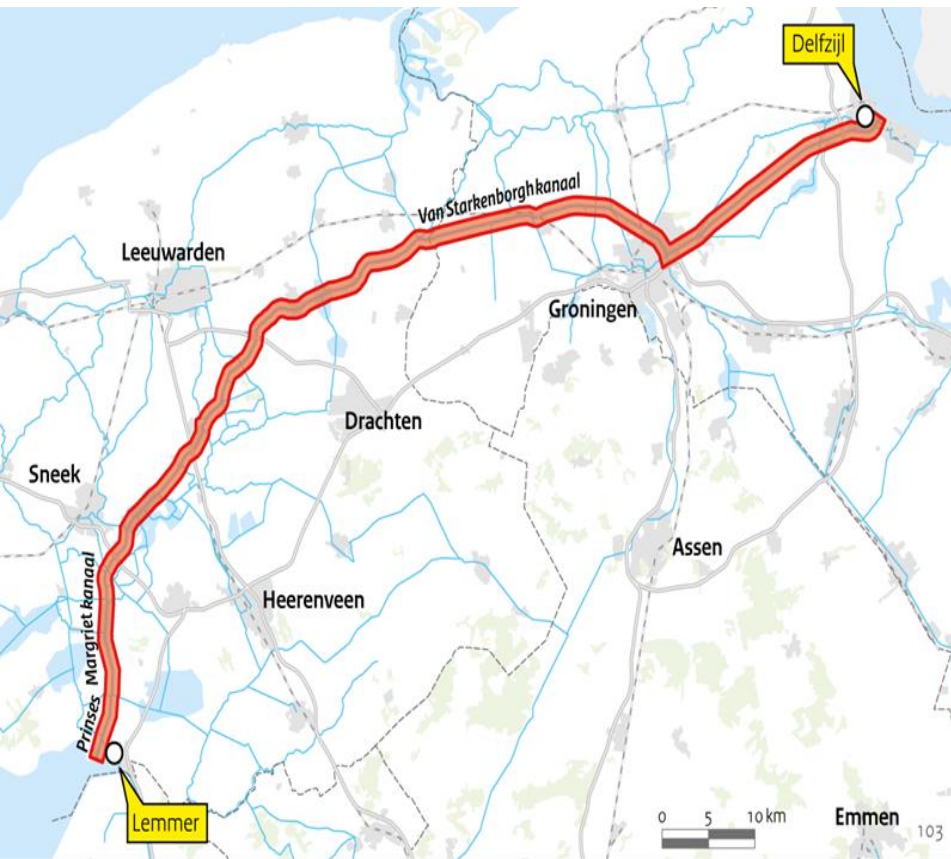 Delfzijl
Van Starkenborghkanaal
Leeuwarden
Groningen
Drachten
Sneek
Assen
Heerenveen
Prinses Margriet kanaal
Lemmer
0 5 10 km
Emmen
103